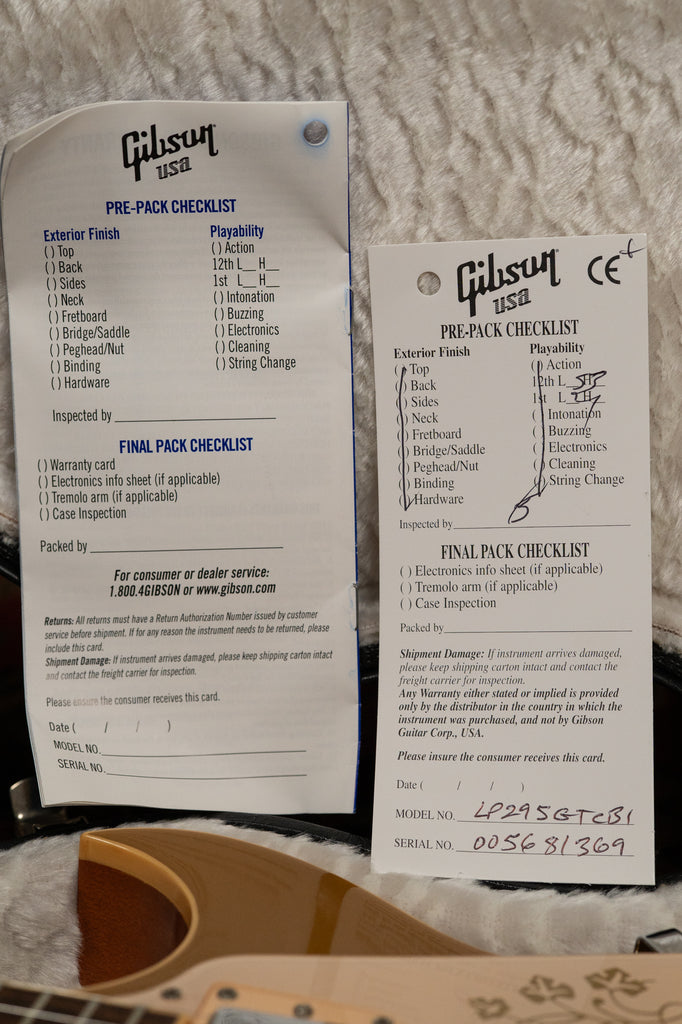 Gibson
usa
PRE-PACK CHECKLIST
Exterior Finish
( ) Top
( ) Back
( ) Sides
( ) Neck
( ) Fretboard
( ) Bridge/Saddle
( ) Peghead/Nut
( ) Binding
( ) Hardware
Playability
( ) Action
12th L__ H__
1st L__ H__
( ) Intonation
( ) Buzzing
( ) Electronics
( ) Cleaning
( ) String Change
Inspected by
FINAL PACK CHECKLIST
( ) Warranty card
( ) Electronics info sheet (if applicable)
( ) Tremolo arm (if applicable)
( ) Case Inspection
Packed by
For consumer or dealer service:
1.800.4GIBSON or www.gibson.com
Returns: All returns must have a Return Authorization Number issued by customer
service before shipment. If for any reason the instrument needs to be returned, please
include this card.
Shipment Damage: If instrument arrives damaged, please keep shipping carton intact
and contact the freight carrier for inspection.
Please ensure the consumer receives this card.
Date ( / / )
MODEL NO.
SERIAL NO.
Gibson
usa
CE
PRE-PACK CHECKLIST
Exterior Finish
( ) Top
( ) Back
( ) Sides
( ) Neck
( ) Fretboard
( ) Bridge/Saddle
( ) Peghead/Nut
( ) Binding
( ) Hardware
Playability
( ) Action
12th L
1st L
( ) Intonation
( ) Buzzing
( ) Electronics
( ) Cleaning
( ) String Change
Inspected by
FINAL PACK CHECKLIST
( ) Electronics info sheet (if applicable)
( ) Tremolo arm (if applicable)
( ) Case Inspection
Packed by
Shipment Damage: If instrument arrives damaged,
please keep shipping carton intact and contact the
freight carrier for inspection.
Any Warranty either stated or implied is provided
only by the distributor in the country in which the
instrument was purchased, and not by Gibson
Guitar Corp., USA.
Please insure the consumer receives this card.
Date ( / / )
MODEL NO. LP295GTCB1
SERIAL NO. 005681369